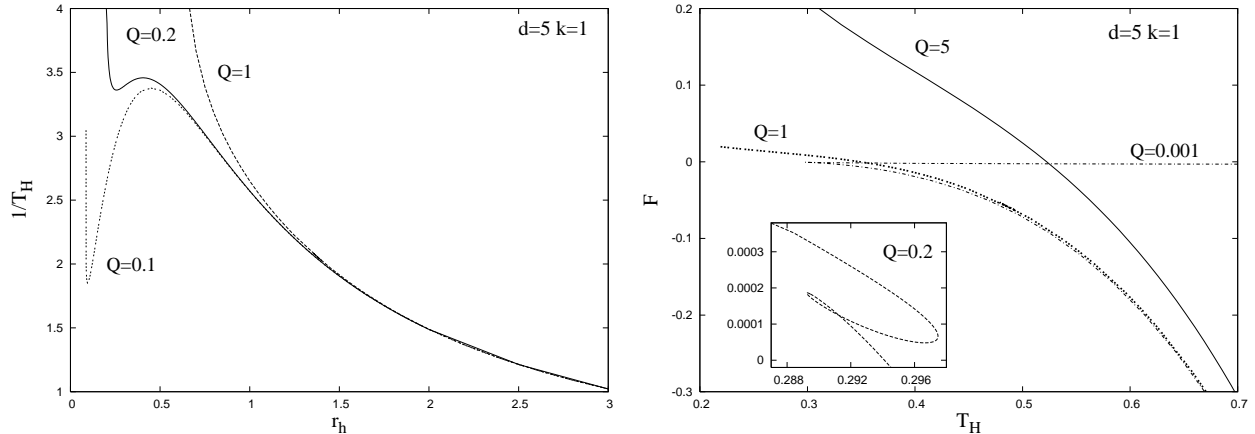 4
3.5
3
2.5
2
1.5
1
0
0.5
1
1.5
2
2.5
3
1/T_H
r_h
Q=0.2
Q=1
Q=0.1
d=5 k=1
0.2
0.1
0
-0.1
-0.2
-0.3
0.2
0.3
0.4
0.5
0.6
0.7
F
T_H
d=5 k=1
Q=5
Q=1
Q=0.001
Q=0.2
0.0003
0.0002
0.0001
0
0.288
0.292
0.296